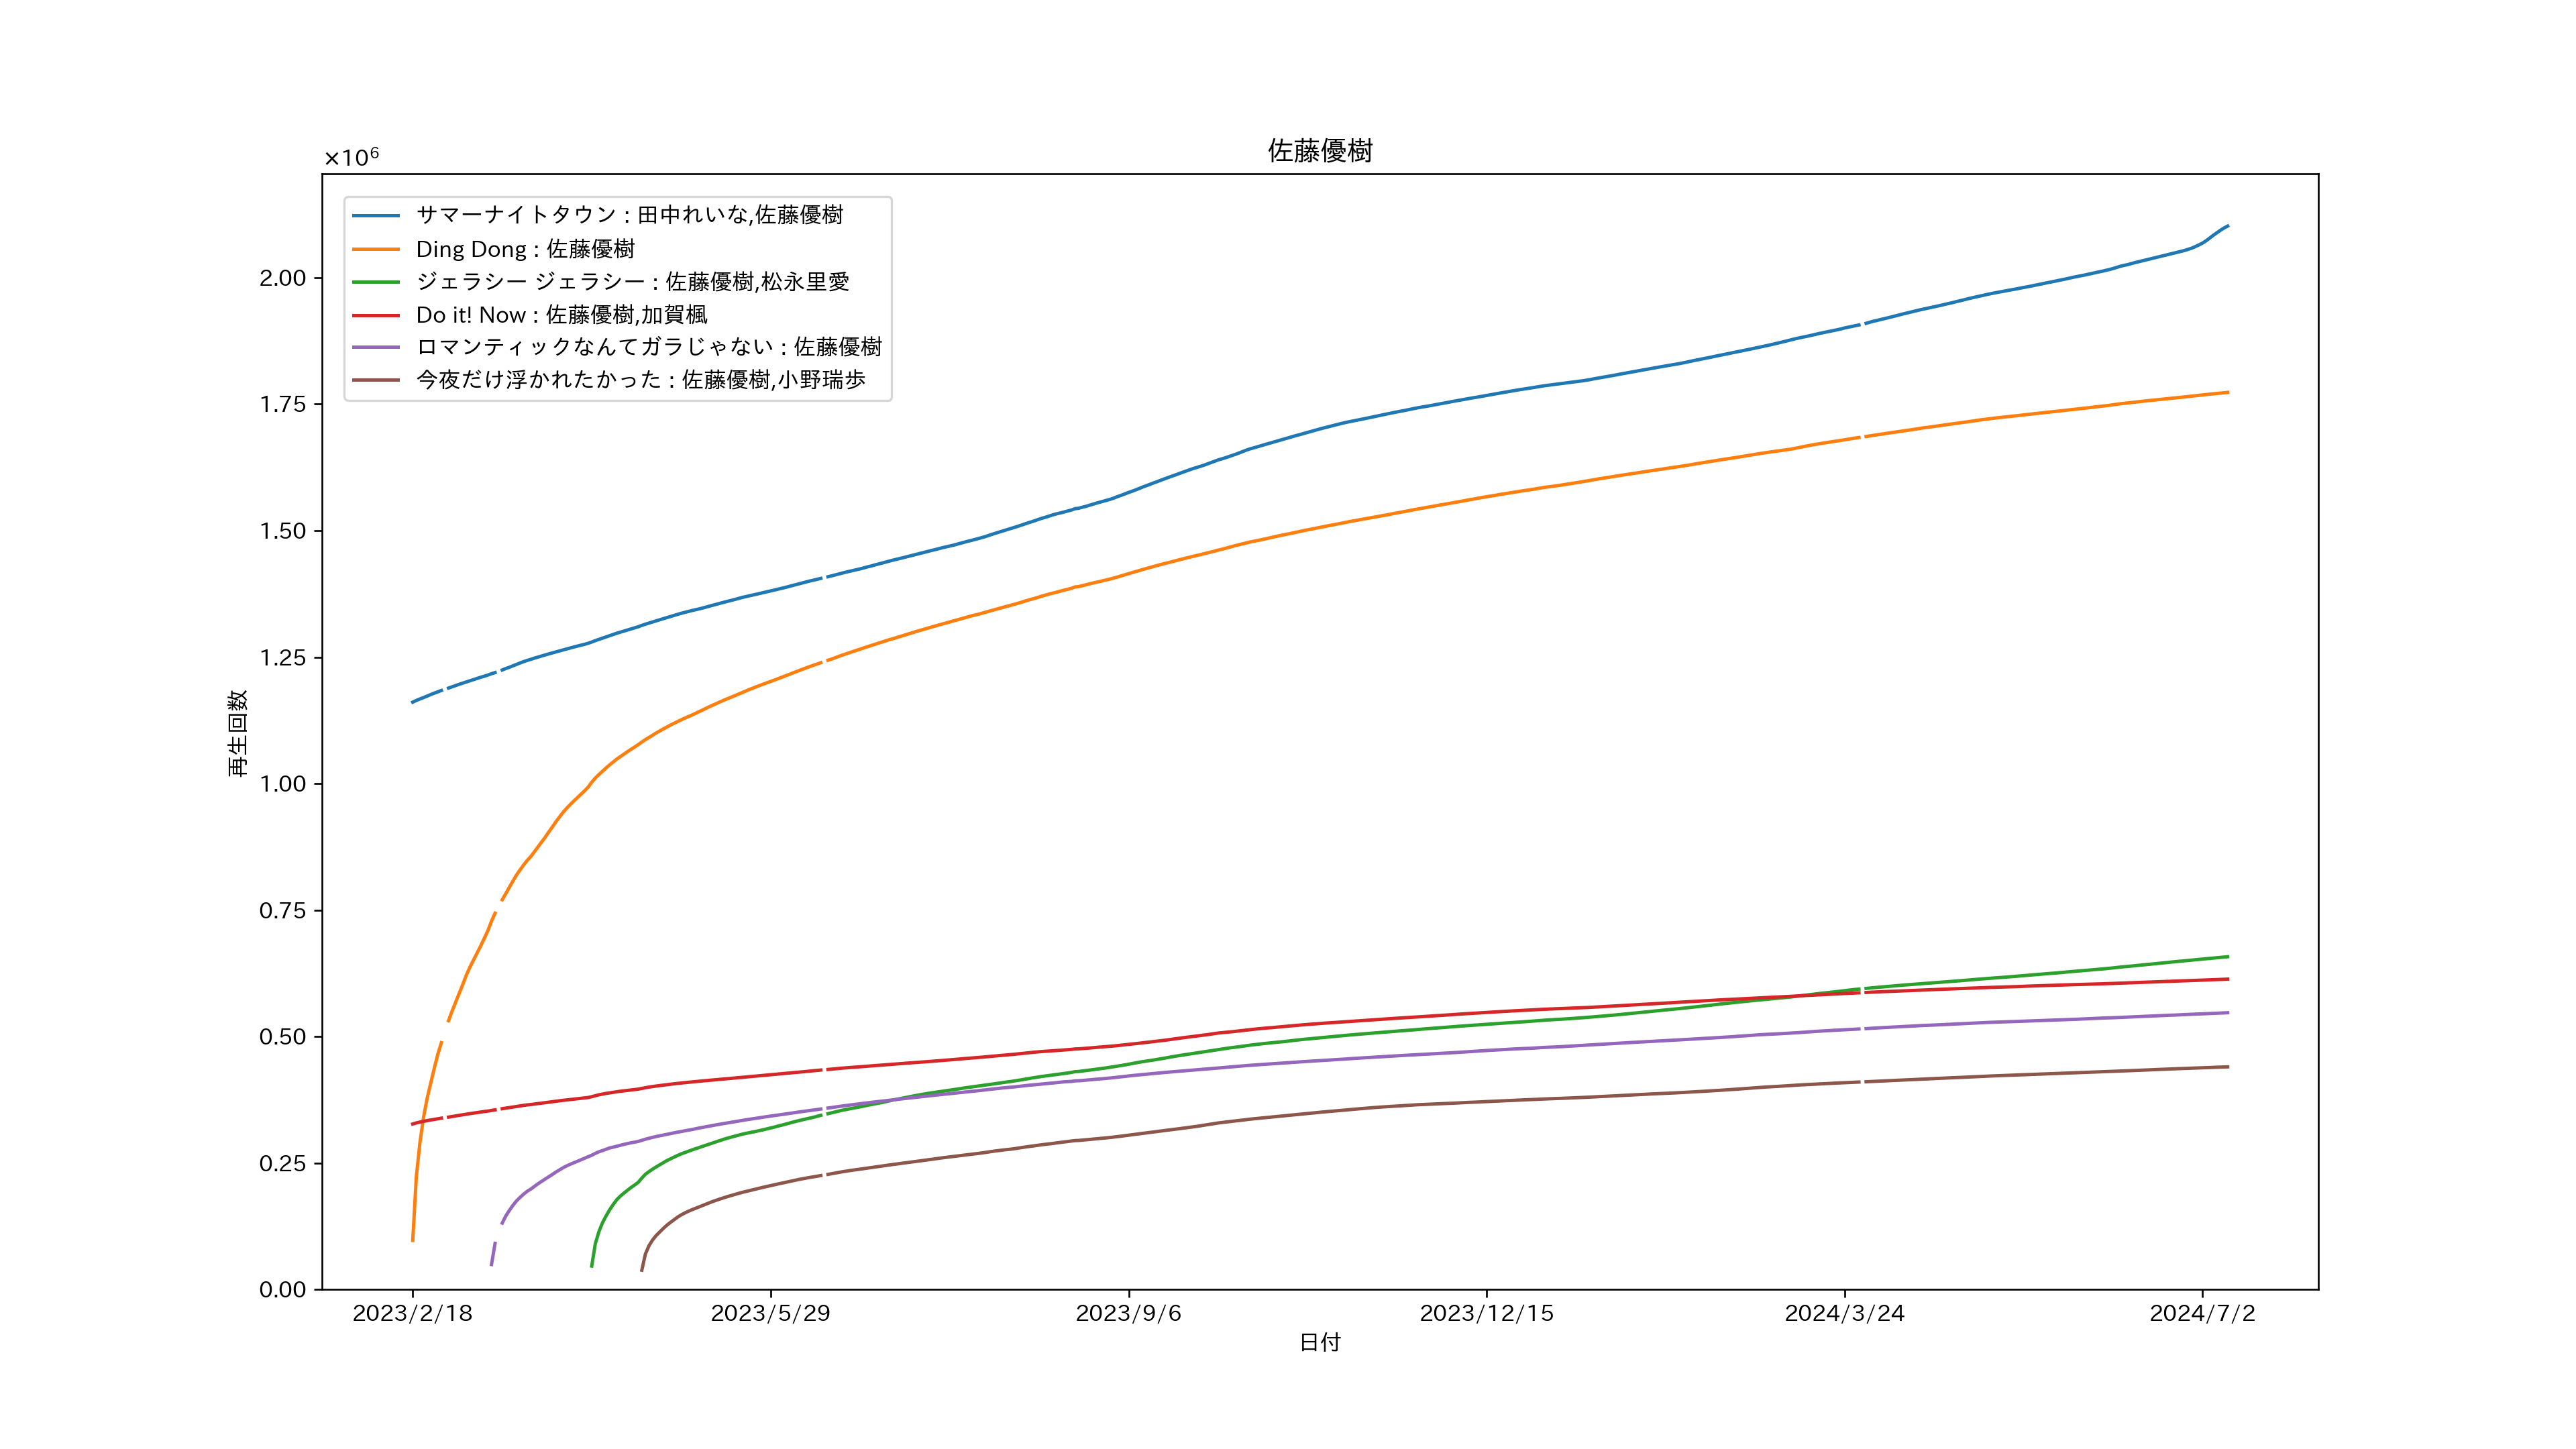 佐藤優樹
×10⁶
サマーナイトタウン : 田中れいな,佐藤優樹
Ding Dong : 佐藤優樹
ジェラシー ジェラシー : 佐藤優樹,松永里愛
Do it! Now : 佐藤優樹,加賀楓
ロマンティックなんてガラじゃない : 佐藤優樹
今夜だけ浮かれたかった : 佐藤優樹,小野瑞歩
2.00
1.75
1.50
1.25
1.00
0.75
0.50
0.25
0.00
再生回数
2023/2/18
2023/5/29
2023/9/6
2023/12/15
2024/3/24
2024/7/2
日付